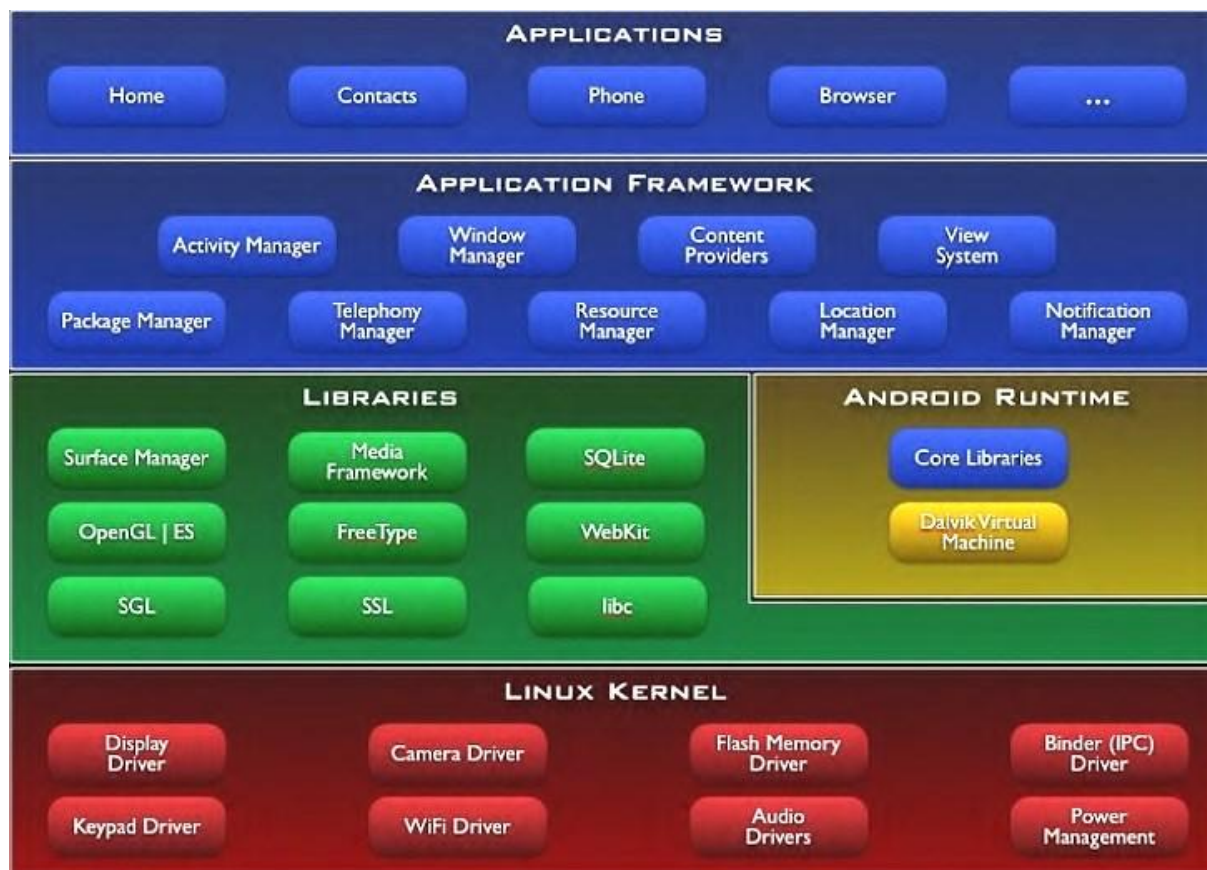 APPLICATIONS
Home
Contacts
Phone
Browser
...
APPLICATION FRAMEWORK
Activity Manager
Window
Manager
Content
Providers
View
System
Package Manager
Telephony
Manager
Resource
Manager
Location
Manager
Notification
Manager
LIBRARIES
Surface Manager
Media
Framework
SQLite
OpenGL | ES
FreeType
WebKit
SGL
SSL
libc
ANDROID RUNTIME
Core Libraries
Dalvik Virtual
Machine
LINUX KERNEL
Display
Driver
Camera Driver
Flash Memory
Driver
Binder (IPC)
Driver
Keypad Driver
WiFi Driver
Audio
Drivers
Power
Management